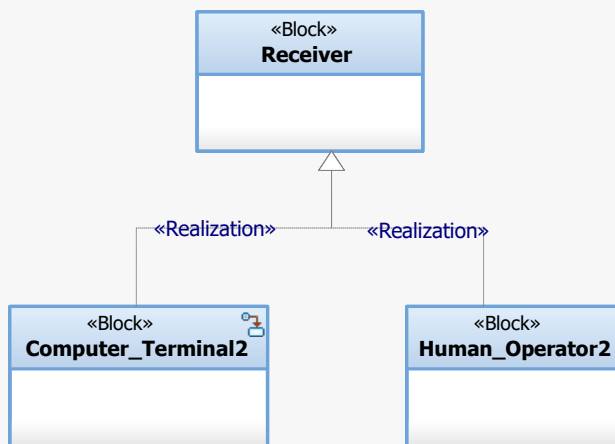 «Block»
Receiver
«Realization»
«Realization»
«Block»
Computer_Terminal2
«Block»
Human_Operator2